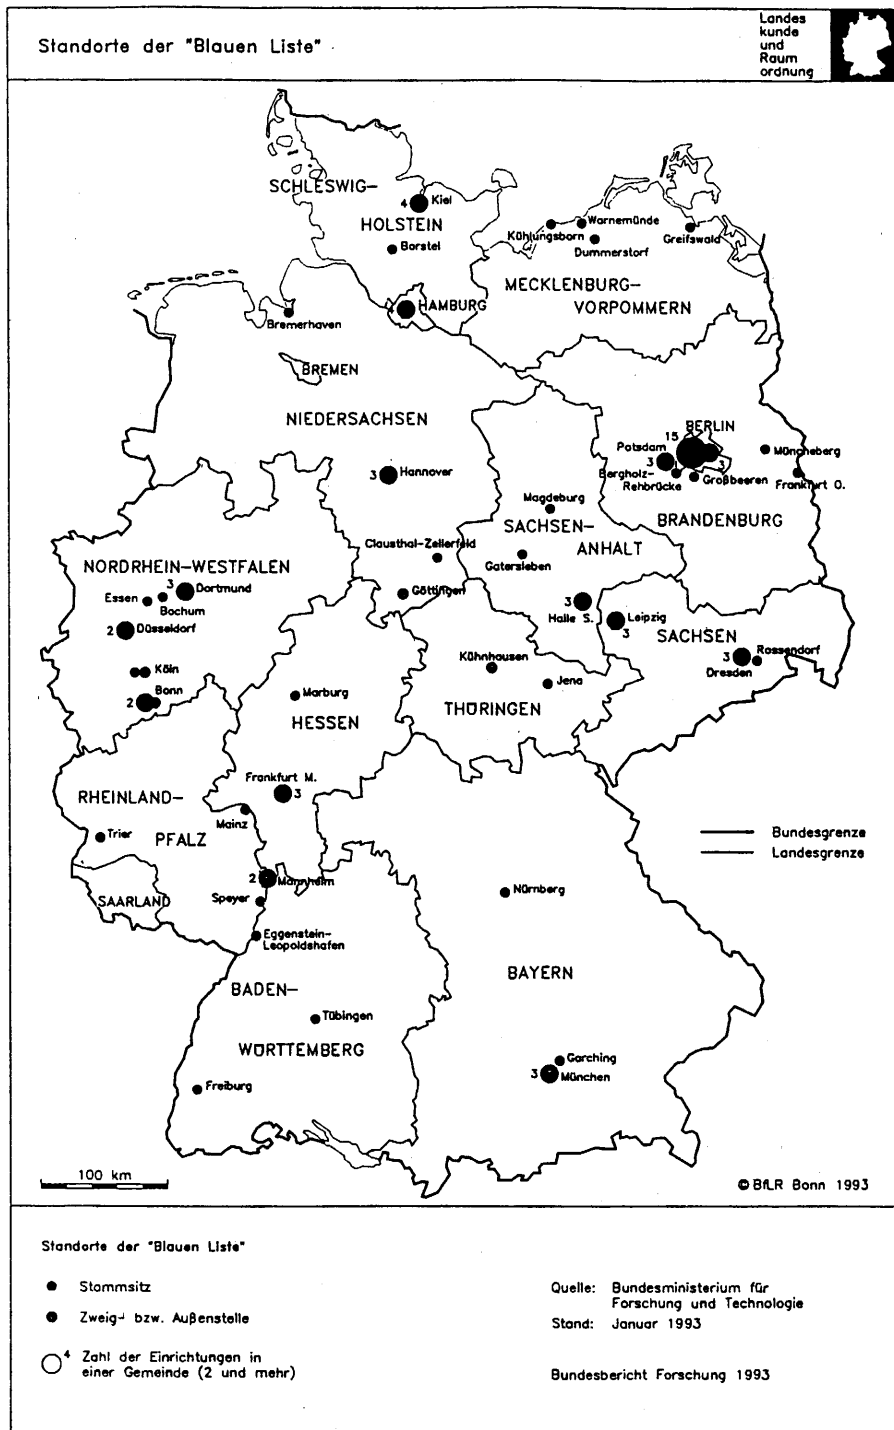 Standorte der "Blauen Liste"
Landes
kunde
und
Raum
ordnung
SCHLESWIG-
HOLSTEIN
4 Kiel
Borstel
Kühlungsborn
Warnemünde
Dummerstorf
Greifswald
MECKLENBURG-
VORPOMMERN
HAMBURG
Bremerhaven
BREMEN
NIEDERSACHSEN
3 Hannover
Clausthal-Zellerfeld
Göttingen
BERLIN
15
3
Potsdam
3
Bergholz-
Rehbrücke
Großbeeren
Müncheberg
Frankfurt O.
BRANDENBURG
Magdeburg
SACHSEN-
ANHALT
Gatersleben
3
Halle S.
NORDRHEIN-WESTFALEN
3 Dortmund
Essen
Bochum
2 Düsseldorf
Köln
2 Bonn
Leipzig
3
SACHSEN
3
Dresden
Rossendorf
Kühnhausen
Jena
THÜRINGEN
Marburg
HESSEN
Frankfurt M.
3
RHEINLAND-
PFALZ
Mainz
Trier
SAARLAND
2 Mannheim
Speyer
Eggenstein-
Leopoldshafen
BADEN-
WÜRTTEMBERG
Tübingen
Freiburg
Nürnberg
BAYERN
Garching
3 München
Bundesgrenze
Landesgrenze
100 km
© BfLR Bonn 1993
Standorte der "Blauen Liste"
Stammsitz
Zweig- bzw. Außenstelle
4 Zahl der Einrichtungen in
einer Gemeinde (2 und mehr)
Quelle: Bundesministerium für
Forschung und Technologie
Stand: Januar 1993
Bundesbericht Forschung 1993